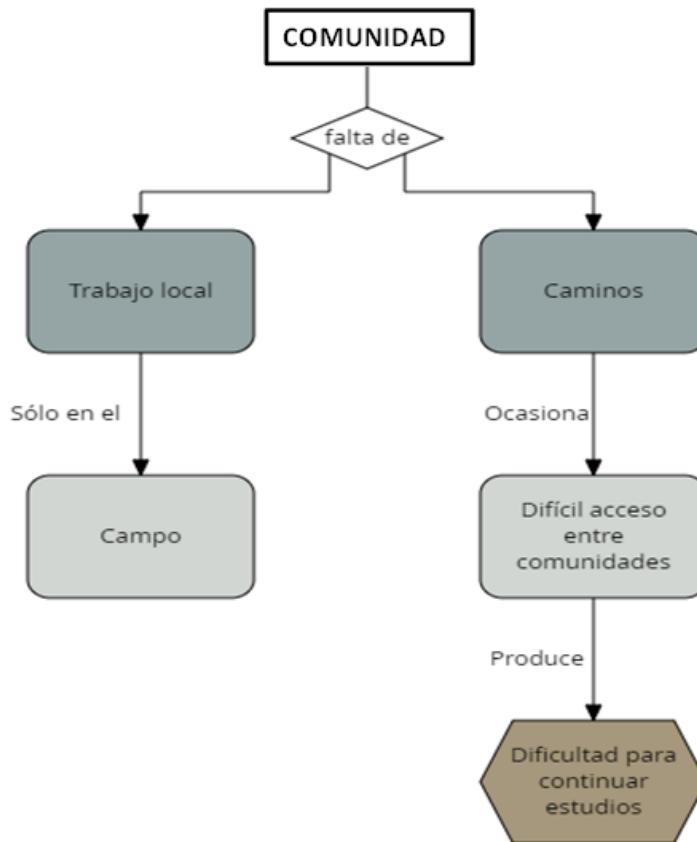 COMUNIDAD
falta de
Trabajo local
Caminos
Sólo en el
Ocasiona
Campo
Difícil acceso
entre
comunidades
Produce
Dificultad para
continuar
estudios